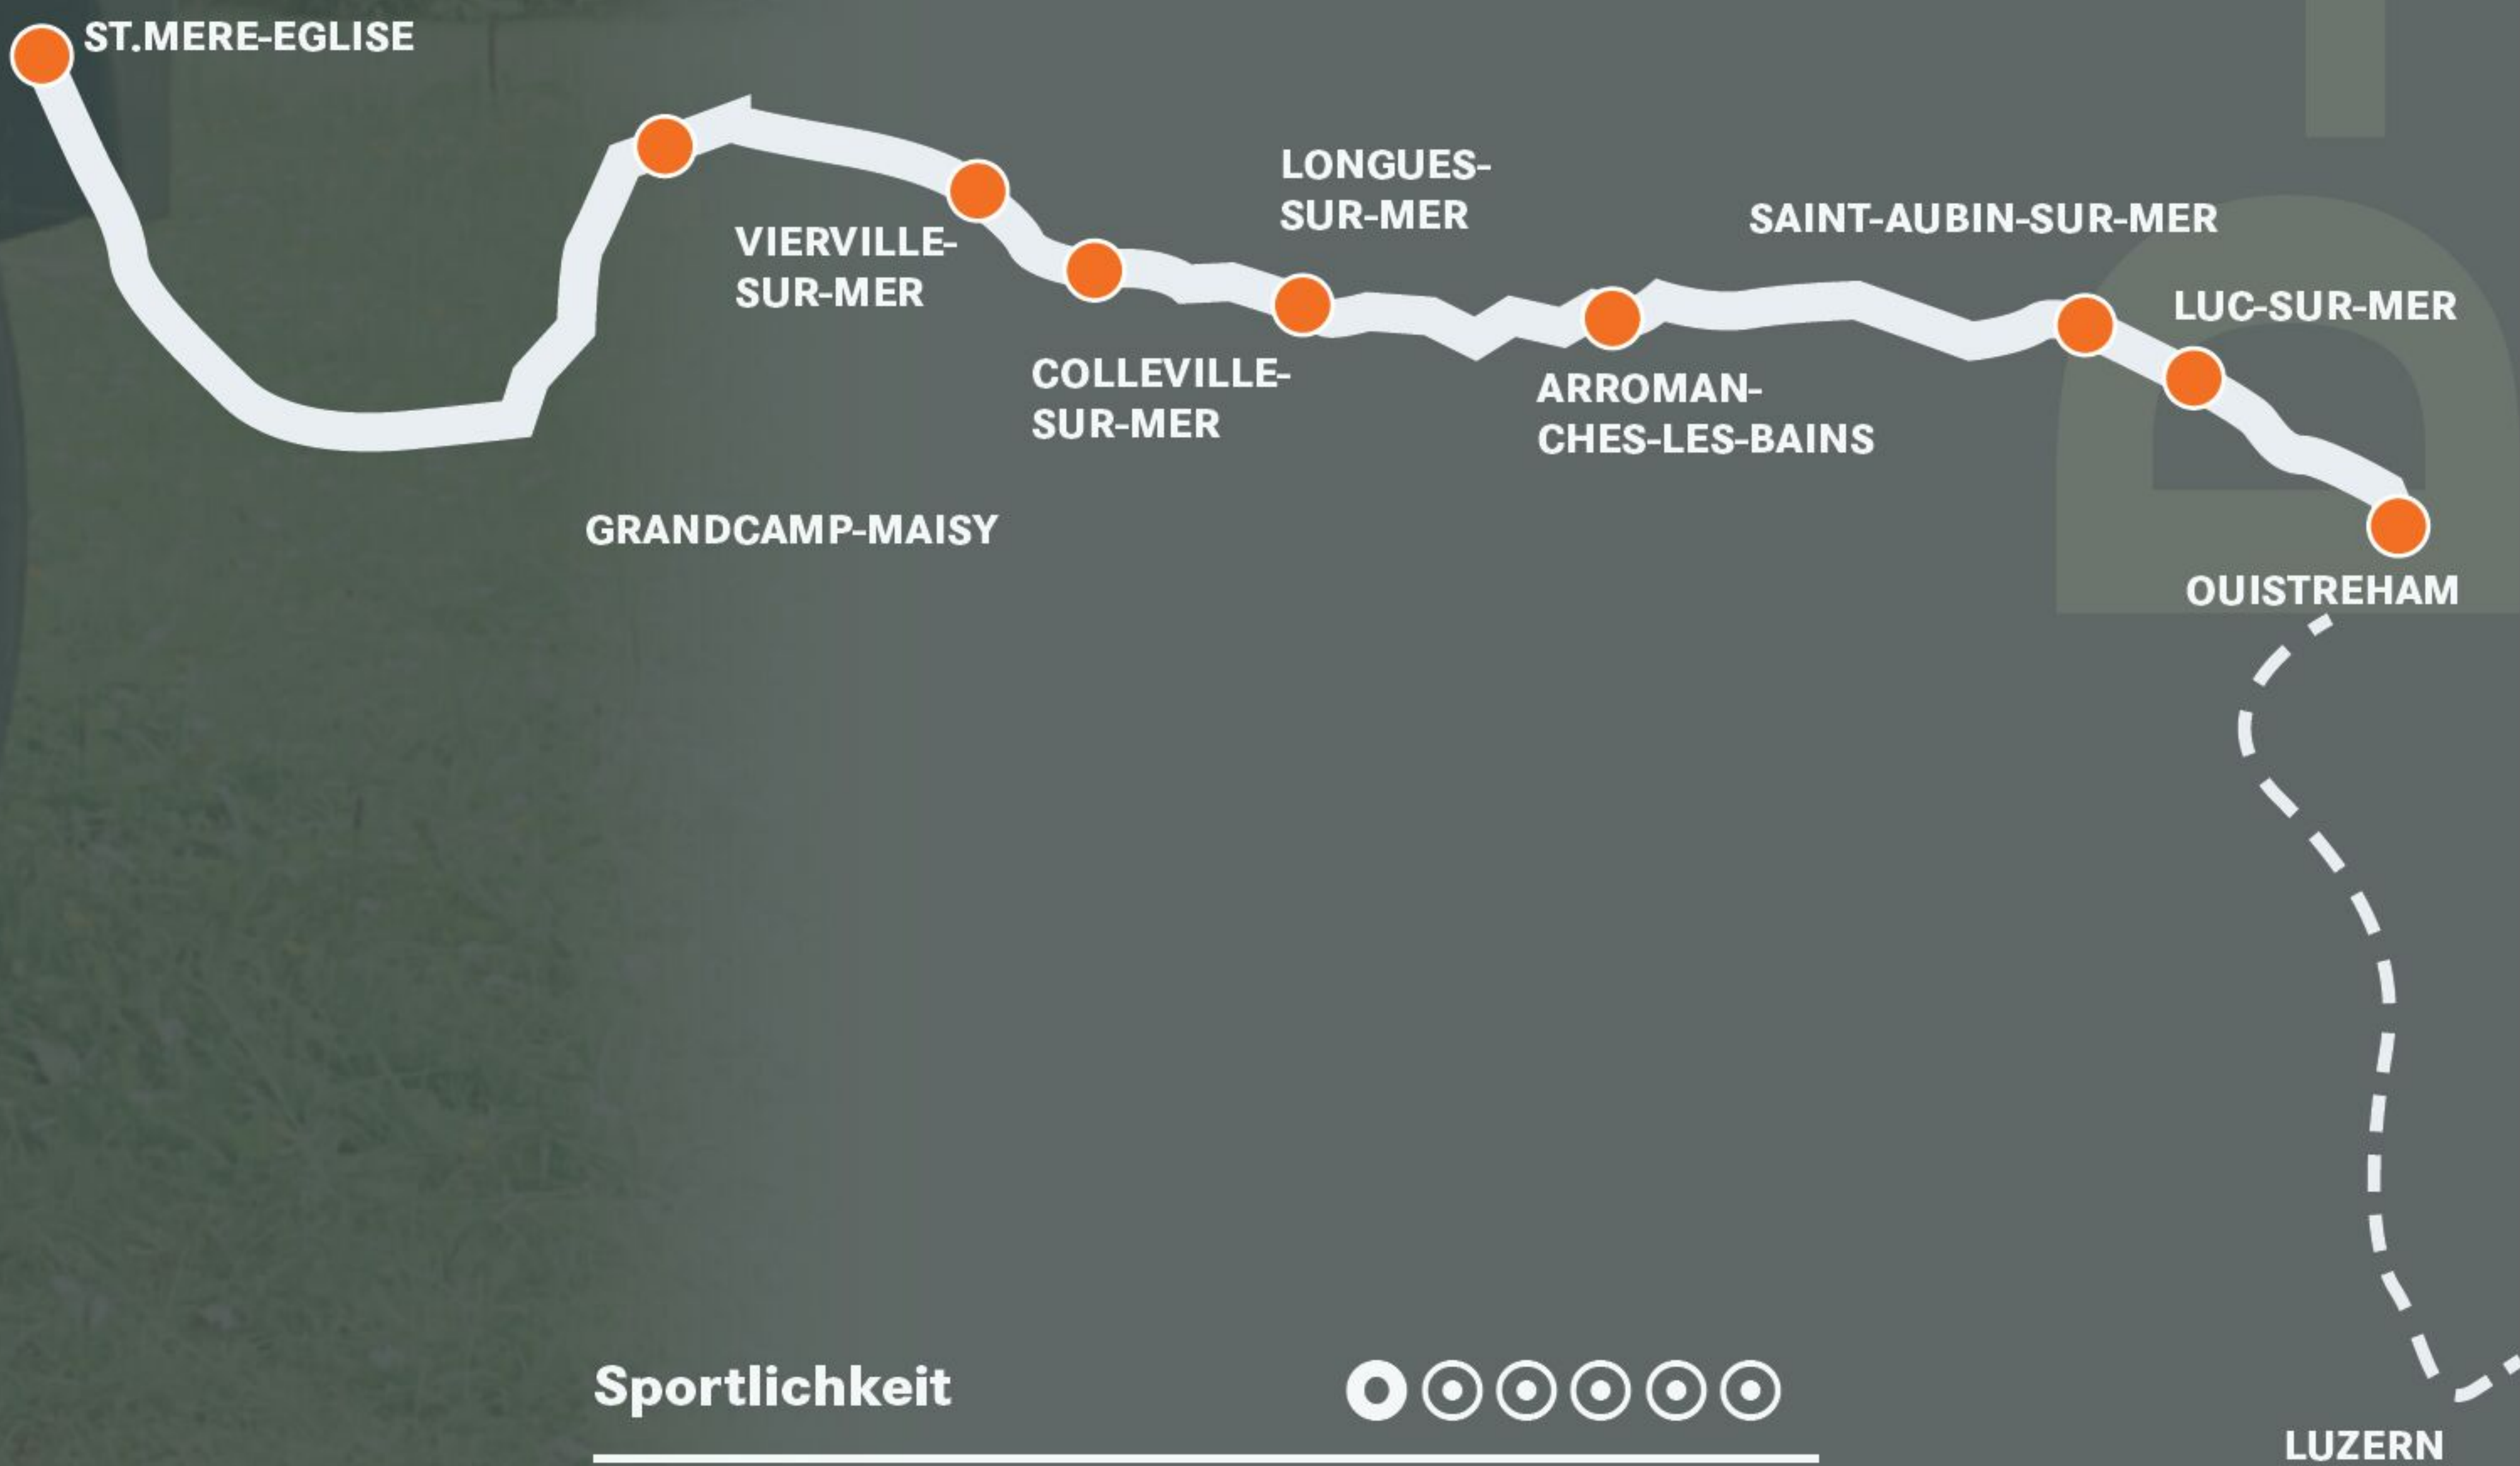 ST.MERE-EGLISE
LONGUES-
SUR-MER
SAINT-AUBIN-SUR-MER
VIERVILLE-
SUR-MER
LUC-SUR-MER
COLLEVILLE-
SUR-MER
ARROMAN-
CHES-LES-BAINS
GRANDCAMP-MAISY
OUISTREHAM
Sportlichkeit
LUZERN